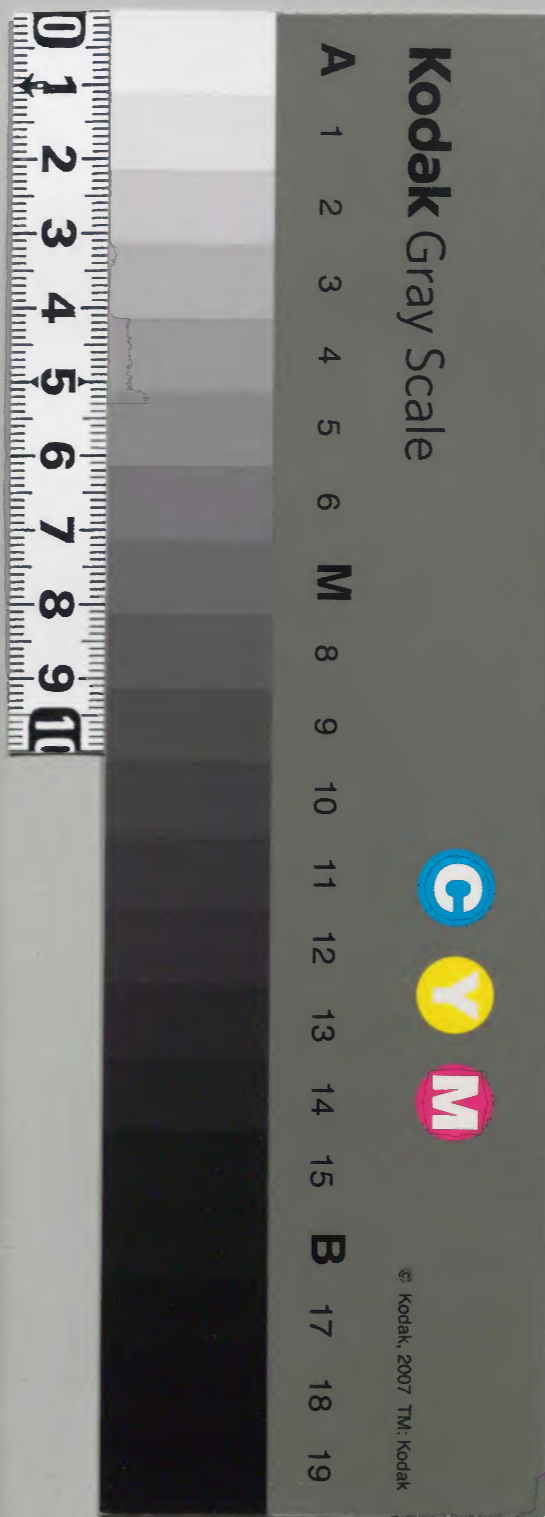 Kodak Gray Scale
C Y M
© Kodak, 2007 TM: Kodak
A 1 2 3 4 5 6 M 8 9 10 11 12 13 14 15 B 17 18 19
0 1 2 3 4 5 6 7 8 9 10